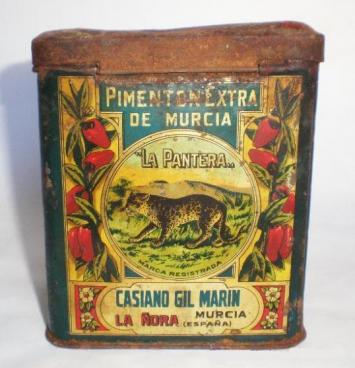 PIMENTON EXTRA
DE MURCIA
"LA PANTERA„
MARCA REGISTRADA
CASIANO GIL MARIN
LA ÑORA MURCIA
(ESPAÑA)